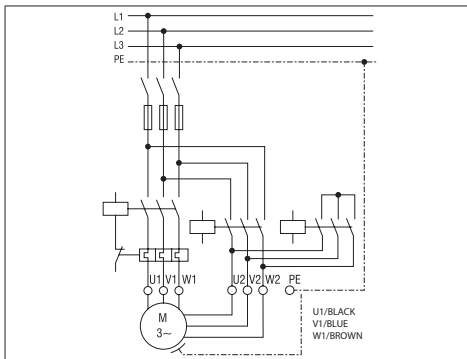 L1
L2
L3
PE
U1 V1 W1
U2 V2 W2 PE
M
3~
U1/BLACK
V1/BLUE
W1/BROWN